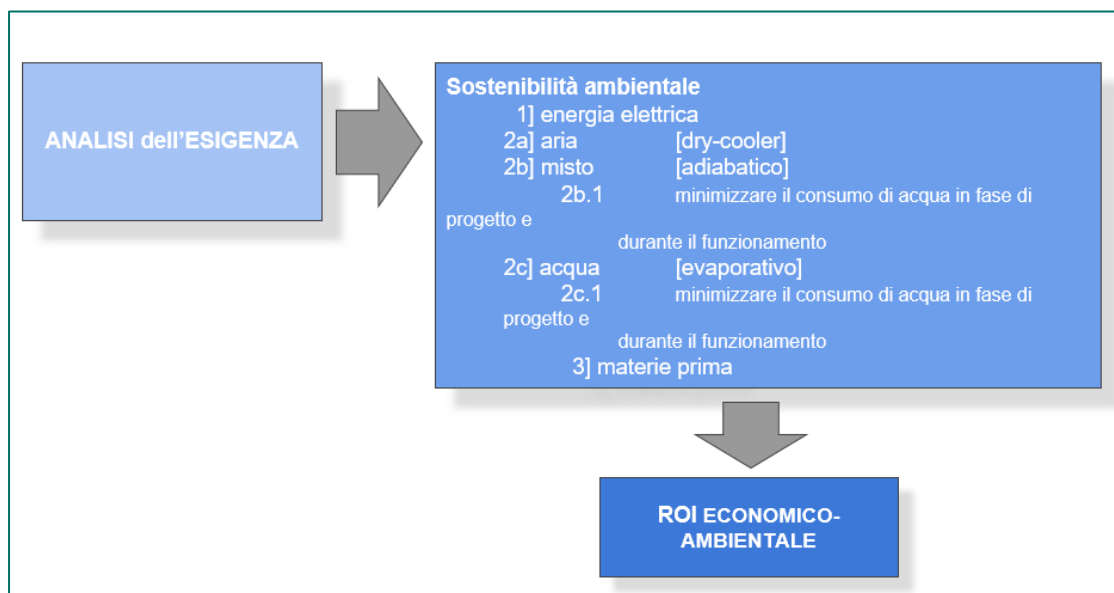 ANALISI dell'ESIGENZA
Sostenibilità ambientale
1] energia elettrica
2a] aria [dry-cooler]
2b] misto [adiabatico]
2b.1 minimizzare il consumo di acqua in fase di
progetto e
durante il funzionamento
2c] acqua [evaporativo]
2c.1 minimizzare il consumo di acqua in fase di
progetto e
durante il funzionamento
3] materie prima
ROI ECONOMICO-
AMBIENTALE